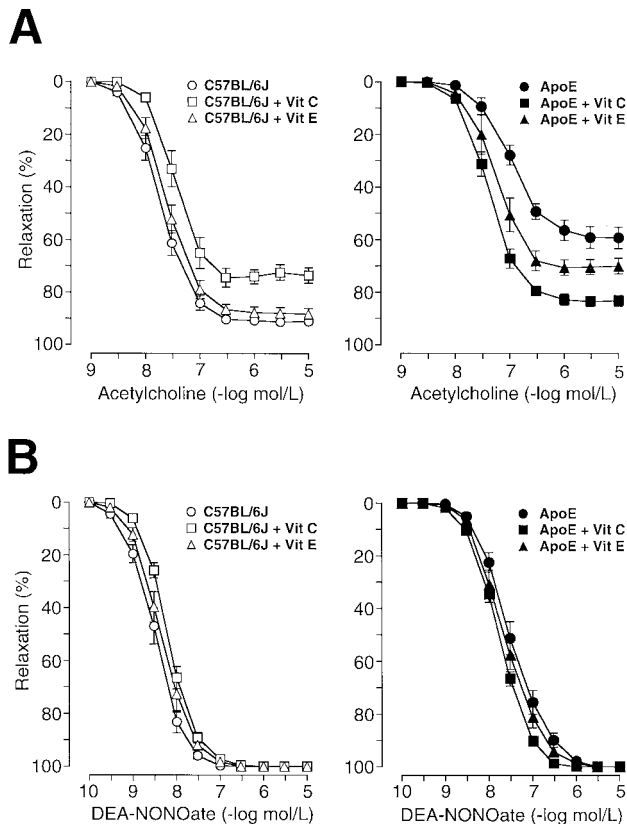 A
C57BL/6J
C57BL/6J + Vit C
C57BL/6J + Vit E
0
20
40
60
80
100
Relaxation (%)
9 8 7 6 5
Acetylcholine (-log mol/L)
ApoE
ApoE + Vit C
ApoE + Vit E
0
20
40
60
80
100
9 8 7 6 5
Acetylcholine (-log mol/L)
B
C57BL/6J
C57BL/6J + Vit C
C57BL/6J + Vit E
0
20
40
60
80
100
Relaxation (%)
10 9 8 7 6 5
DEA-NONOate (-log mol/L)
ApoE
ApoE + Vit C
ApoE + Vit E
0
20
40
60
80
100
10 9 8 7 6 5
DEA-NONOate (-log mol/L)